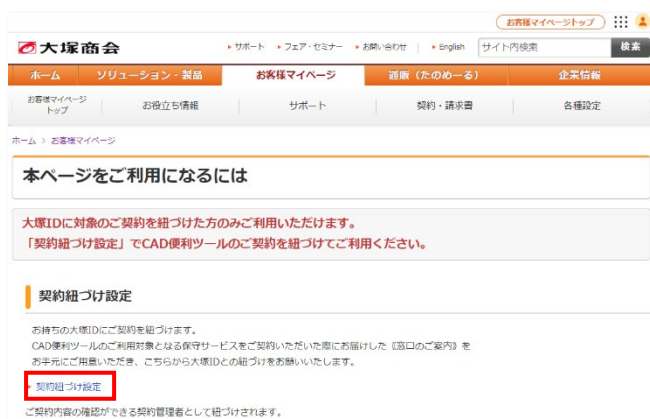 お客様マイページトップ
大塚商会
サポート フェア・セミナー お問い合わせ English サイト内検索 検索
ホーム ソリューション・製品 お客様マイページ 通販（たのめーる） 企業情報
お客様マイページ
トップ
お役立ち情報 サポート 契約・請求書 各種設定
ホーム > お客様マイページ
本ページをご利用になるには
大塚IDに対象のご契約を紐づけた方のみご利用いただけます。
「契約紐づけ設定」でCAD便利ツールのご契約を紐づけてご利用ください。
契約紐づけ設定
お持ちの大塚IDにご契約を紐づけます。
CAD便利ツールのご利用対象となる保守サービスをご契約いただいた際にお届けした《窓口のご案内》を
お手元にご用意いただき、こちらから大塚IDとの紐づけをお願いいたします。
契約紐づけ設定
ご契約内容の確認ができる契約管理者として紐づけされます。